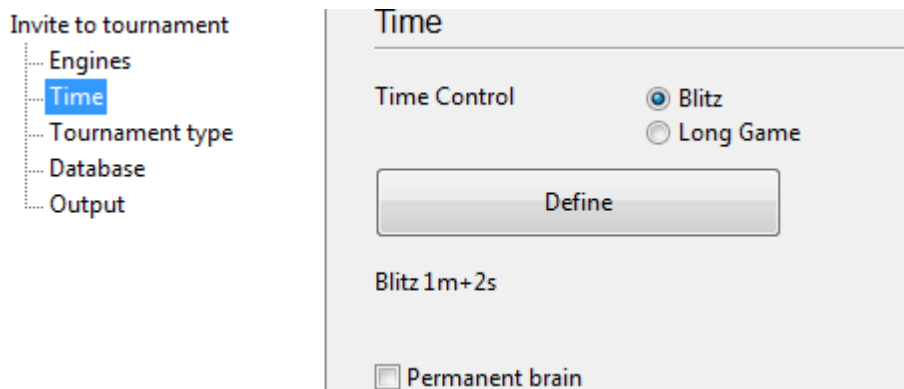 Invite to tournament
Engines
Time
Tournament type
Database
Output
Time
Time Control
Blitz
Long Game
Define
Blitz 1m+2s
Permanent brain